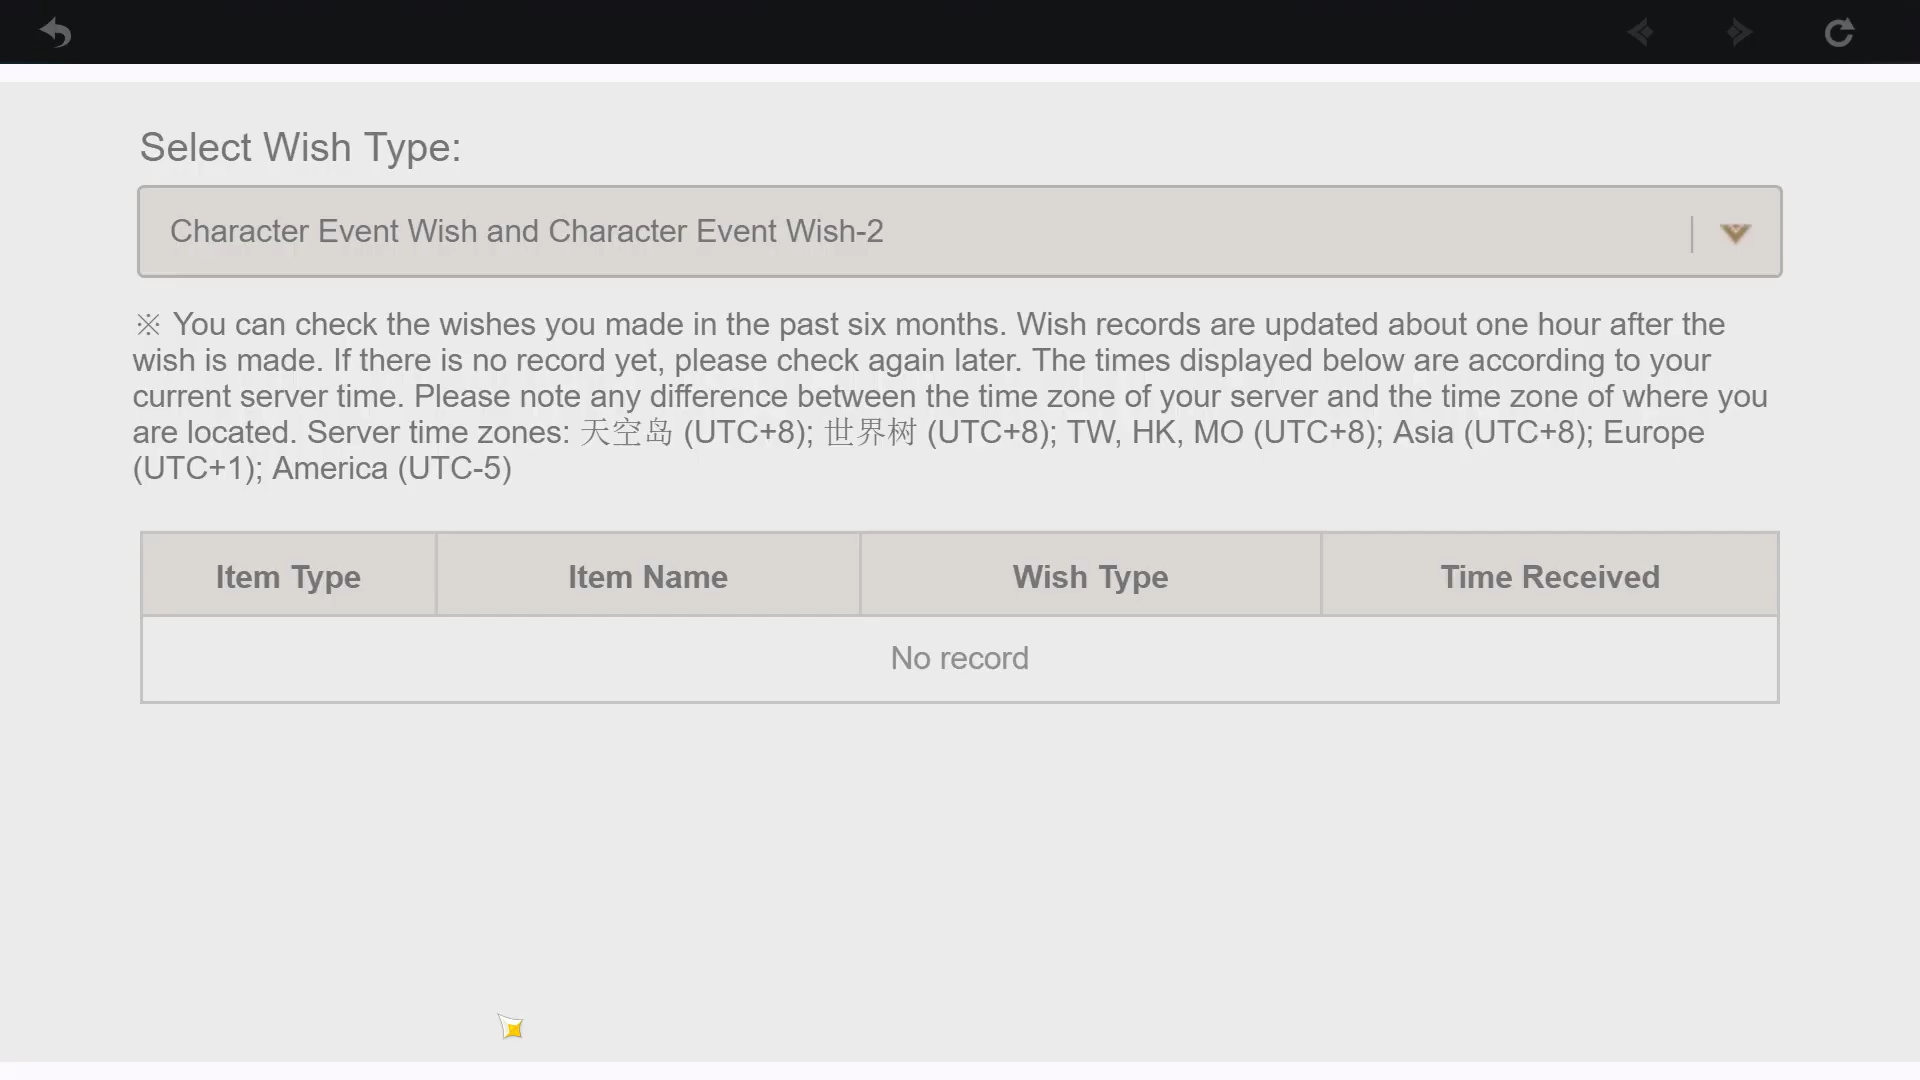 Select Wish Type:
Character Event Wish and Character Event Wish-2
※ You can check the wishes you made in the past six months. Wish records are updated about one hour after the
wish is made. If there is no record yet, please check again later. The times displayed below are according to your
current server time. Please note any difference between the time zone of your server and the time zone of where you
are located. Server time zones: 天空岛 (UTC+8); 世界树 (UTC+8); TW, HK, MO (UTC+8); Asia (UTC+8); Europe
(UTC+1); America (UTC-5)
Item Type Item Name Wish Type Time Received
No record